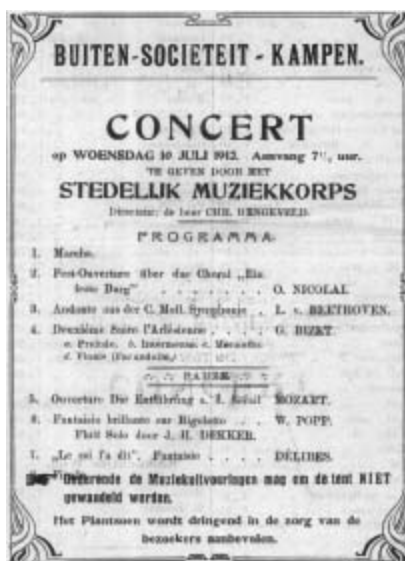 BUITEN-SOCIETEIT - KAMPEN.
CONCERT
op WOENSDAG 10 JULI 1912. Aanvang 7½ uur.
TE GEVEN DOOR HET
STEDELIJK MUZIEKKORPS
Directeur: de heer CHR. HENGEVELD.
PROGRAMMA:
1. Marche.
2. Fest-Ouverture über das Choral „Ein
feste Burg" . . . . . . . . O. NICOLAI.
3. Andante aus der C. Moll. Symphonie . L. v. BEETHOVEN.
4. Deuxième Suite l'Arlésienne . . . . G. BIZET.
a. Prelude. b. Intermezzo. c. Menuetto.
d. Finale (Farandole.)
PAUZE
5. Ouverture Die Entführung a. d. Serail MOZART.
6. Fantaisie brillante sur Rigoletto . . W. POPP.
Fluit Solo door J. H. DEKKER.
7. „Le roi l'a dit", Fantaisie . . . . . DÉLIBES.
Gedurende de Muziekuitvoeringen mag om de tent NIET
gewandeld worden.
Het Plantsoen wordt dringend in de zorg van de
bezoekers aanbevolen.